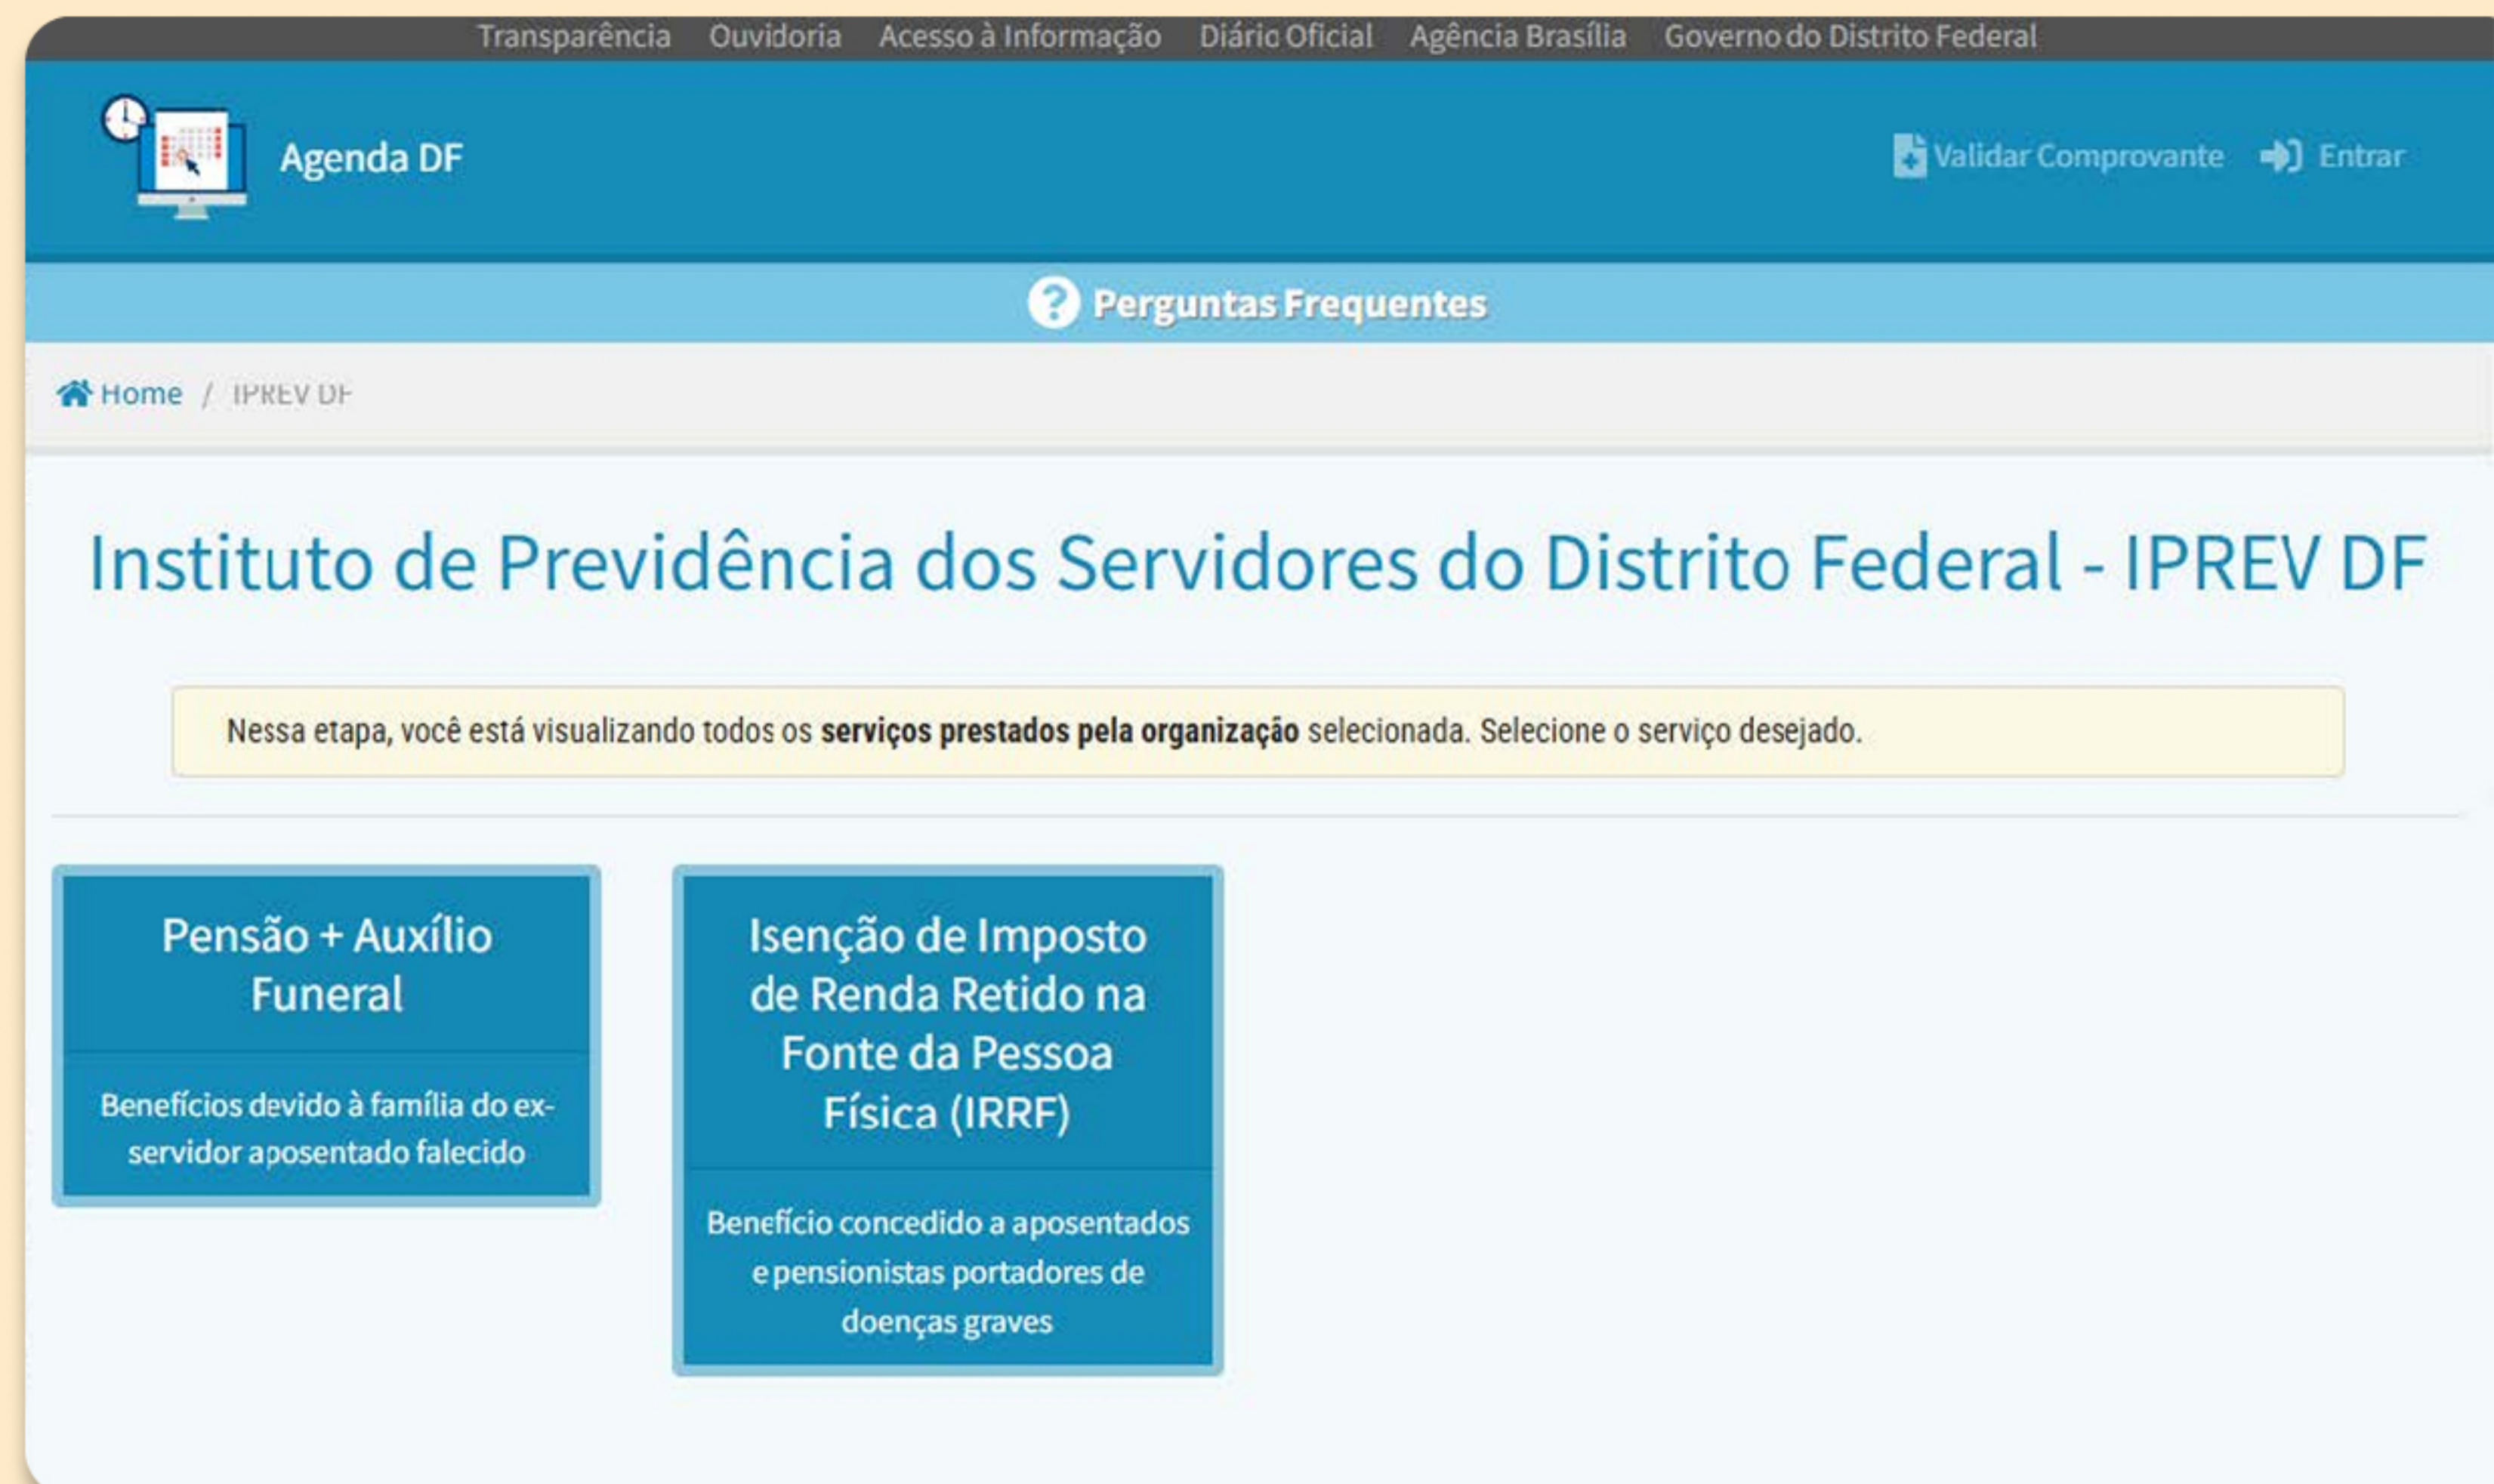 Transparência Ouvidoria Acesso à Informação Diário Oficial Agência Brasília Governo do Distrito Federal
Agenda DF
Validar Comprovante Entrar
Perguntas Frequentes
Home / IPREV DF
Instituto de Previdência dos Servidores do Distrito Federal - IPREV DF
Nessa etapa, você está visualizando todos os serviços prestados pela organização selecionada. Selecione o serviço desejado.
Pensão + Auxílio
Funeral
Benefícios devido à família do ex-
servidor aposentado falecido
Isenção de Imposto
de Renda Retido na
Fonte da Pessoa
Física (IRRF)
Benefício concedido a aposentados
e pensionistas portadores de
doenças graves